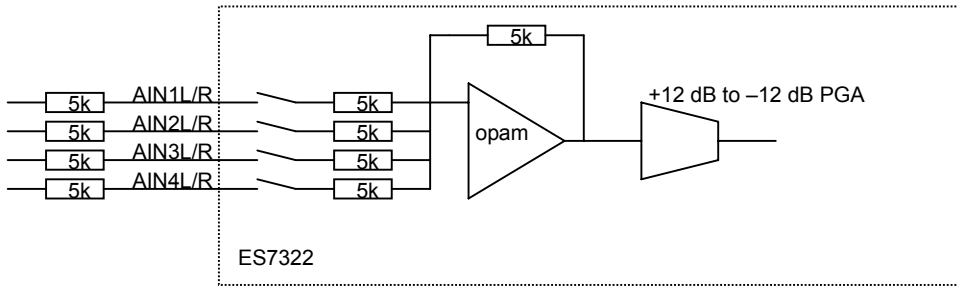 5k
5k AIN1L/R 5k +12 dB to –12 dB PGA
5k AIN2L/R 5k opam
5k AIN3L/R 5k
5k AIN4L/R 5k
ES7322